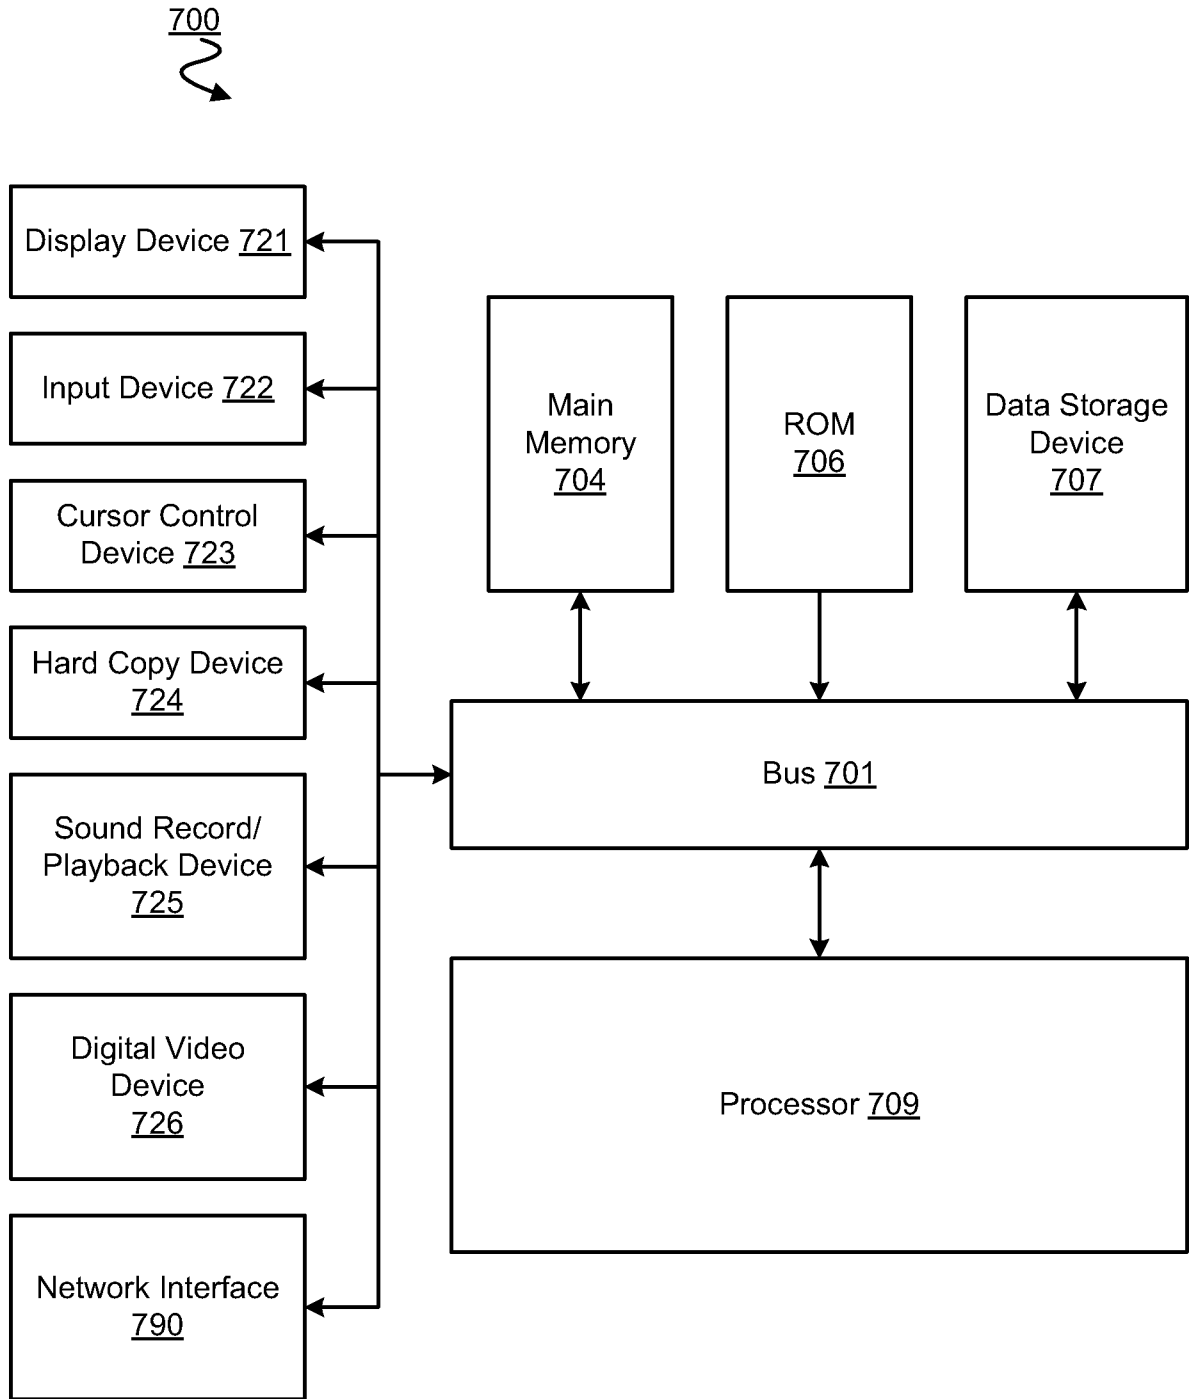 700
Display Device 721
Input Device 722
Cursor Control
Device 723
Hard Copy Device
724
Sound Record/
Playback Device
725
Digital Video
Device
726
Network Interface
790
Main
Memory
704
ROM
706
Data Storage
Device
707
Bus 701
Processor 709